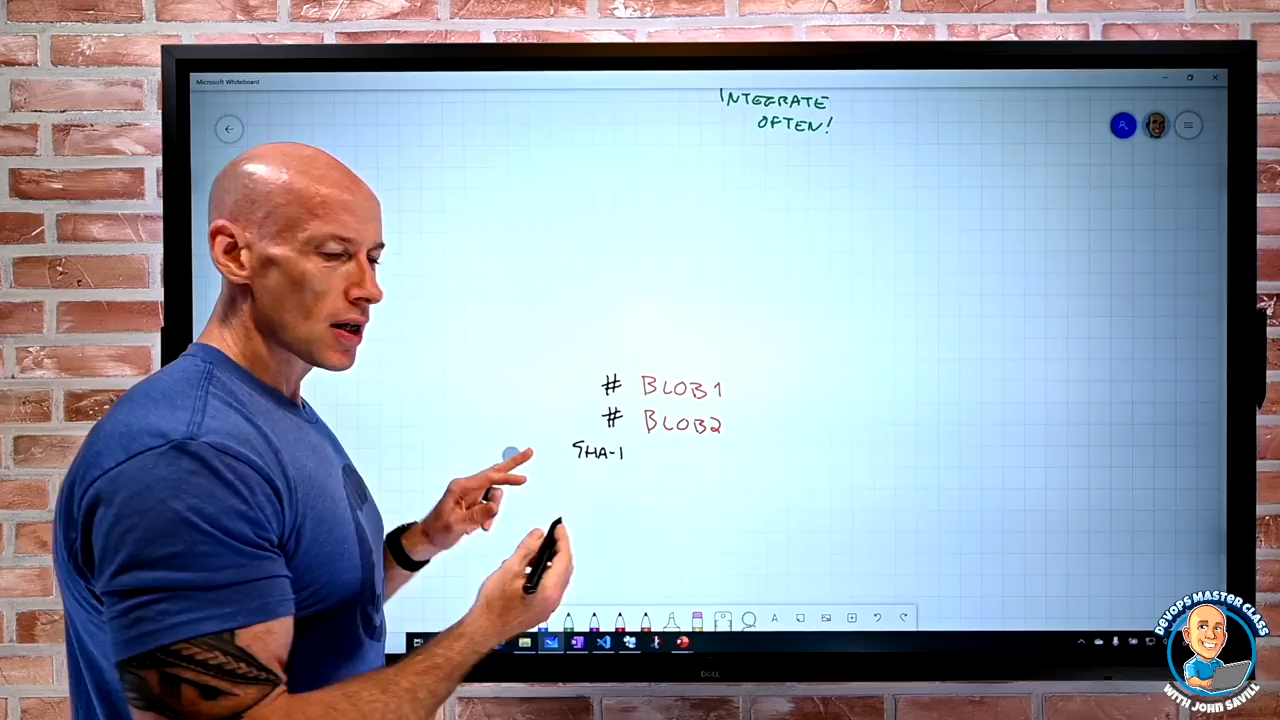 Microsoft Whiteboard
INTEGRATE
OFTEN!
# BLOB1
# BLOB2
SHA-1
A
DELL
DEVOPS MASTER CLASS
WITH JOHN SAVILL